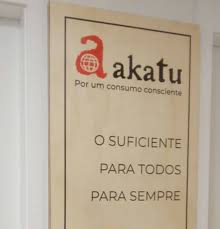 akatu
Por um consumo consciente
O SUFICIENTE
PARA TODOS
PARA SEMPRE